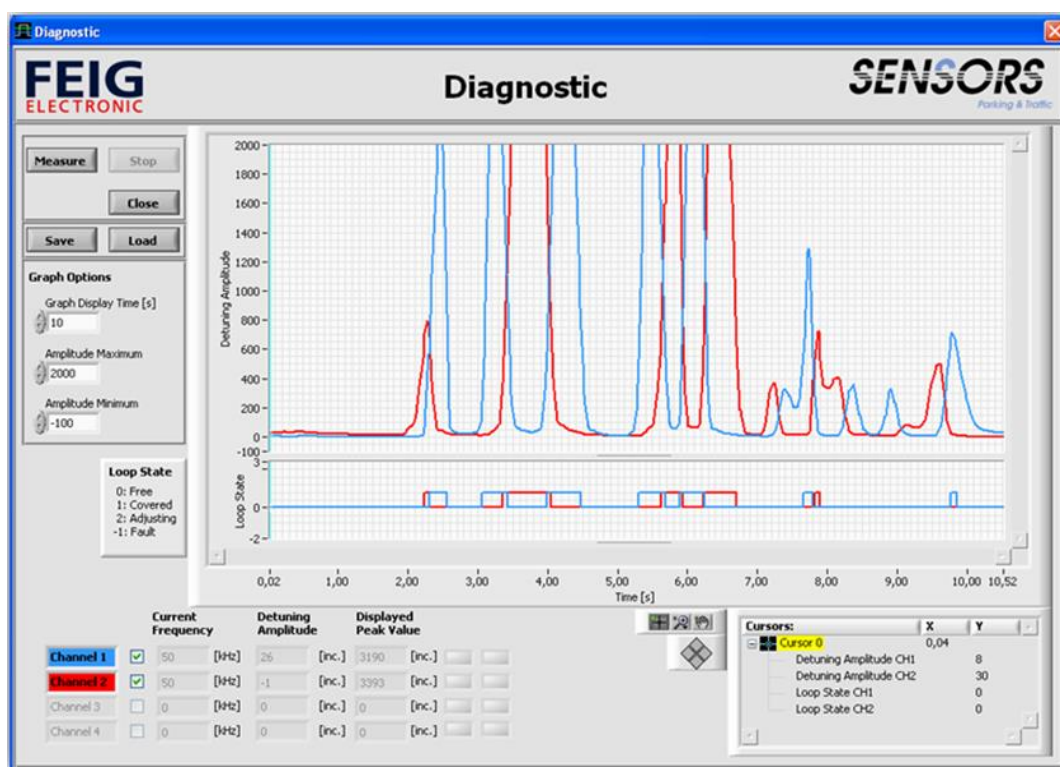 Diagnostic
FEIG
ELECTRONIC
Diagnostic
SENSORS
Parking & Traffic
Measure
Stop
Close
Save
Load
Graph Options
Graph Display Time [s]
10
Amplitude Maximum
2000
Amplitude Minimum
-100
Loop State
0: Free
1: Covered
2: Adjusting
-1: Fault
Detuning Amplitude
2000
1800
1600
1400
1200
1000
800
600
400
200
0
-100
Loop State
3
0
-2
0,02 1,00 2,00 3,00 4,00 5,00 6,00 7,00 8,00 9,00 10,00 10,52
Time [s]
Current Frequency
Detuning Amplitude
Displayed Peak Value
Channel 1 50 [kHz] 26 [inc.] 3190 [inc.]
Channel 2 50 [kHz] -1 [inc.] 3393 [inc.]
Channel 3 0 [kHz] 0 [inc.] 0 [inc.]
Channel 4 0 [kHz] 0 [inc.] 0 [inc.]
Cursors: X Y
Cursor 0 0,04
Detuning Amplitude CH1 8
Detuning Amplitude CH2 30
Loop State CH1 0
Loop State CH2 0